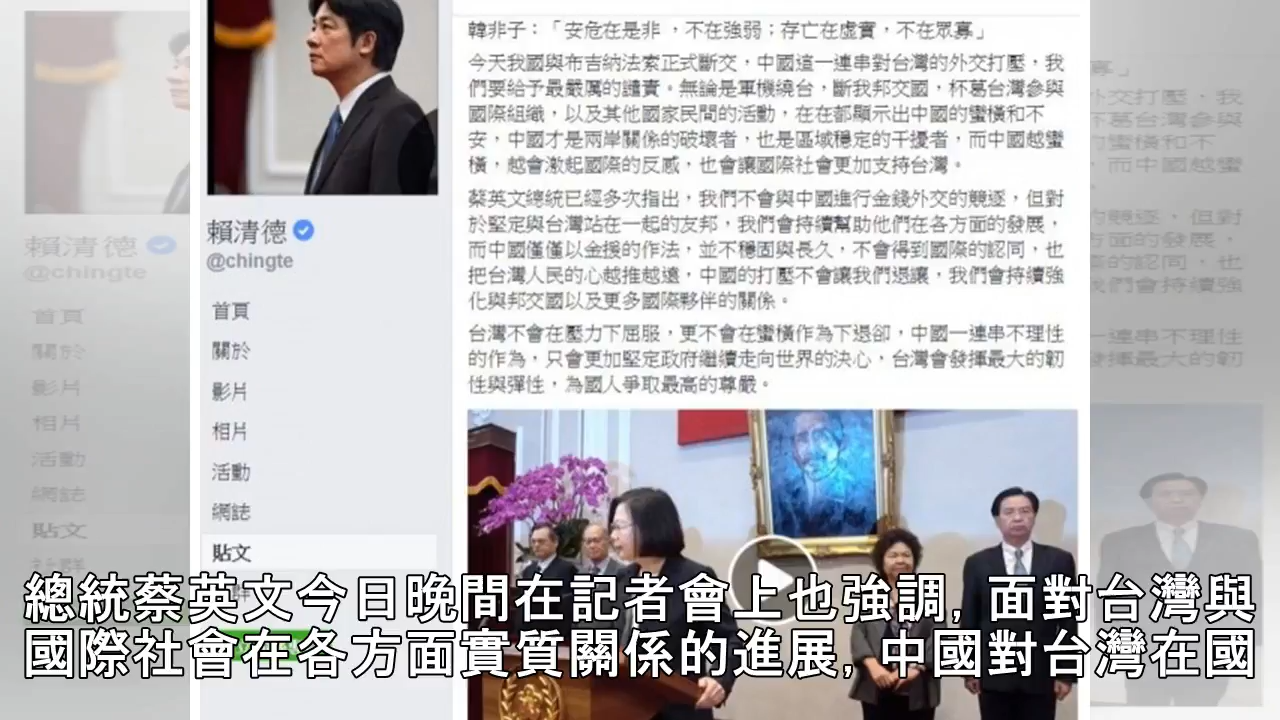 韓非子：「安危在是非，不在強弱；存亡在虛實，不在眾寡」
今天我國與布吉納法索正式斷交，中國這一連串對台灣的外交打壓，我
們要給予最嚴厲的譴責。無論是軍機繞台，斷我邦交國，杯葛台灣參與
國際組織，以及其他國家民間的活動，在在都顯示出中國的蠻橫和不
安，中國才是兩岸關係的破壞者，也是區域穩定的干擾者，而中國越蠻
橫，越會激起國際的反感，也會讓國際社會更加支持台灣。
蔡英文總統已經多次指出，我們不會與中國進行金錢外交的競逐，但對
於堅定與台灣站在一起的友邦，我們會持續幫助他們在各方面的發展，
而中國僅僅以金援的作法，並不穩固與長久，不會得到國際的認同，也
把台灣人民的心越推越遠，中國的打壓不會讓我們退讓，我們會持續強
化與邦交國以及更多國際夥伴的關係。
台灣不會在壓力下屈服，更不會在蠻橫作為下退卻，中國一連串不理性
的作為，只會更加堅定政府繼續走向世界的決心，台灣會發揮最大的韌
性與彈性，為國人爭取最高的尊嚴。
賴清德
@chingte
首頁
關於
影片
相片
活動
網誌
貼文
總統蔡英文今日晚間在記者會上也強調, 面對台灣與
國際社會在各方面實質關係的進展, 中國對台灣在國